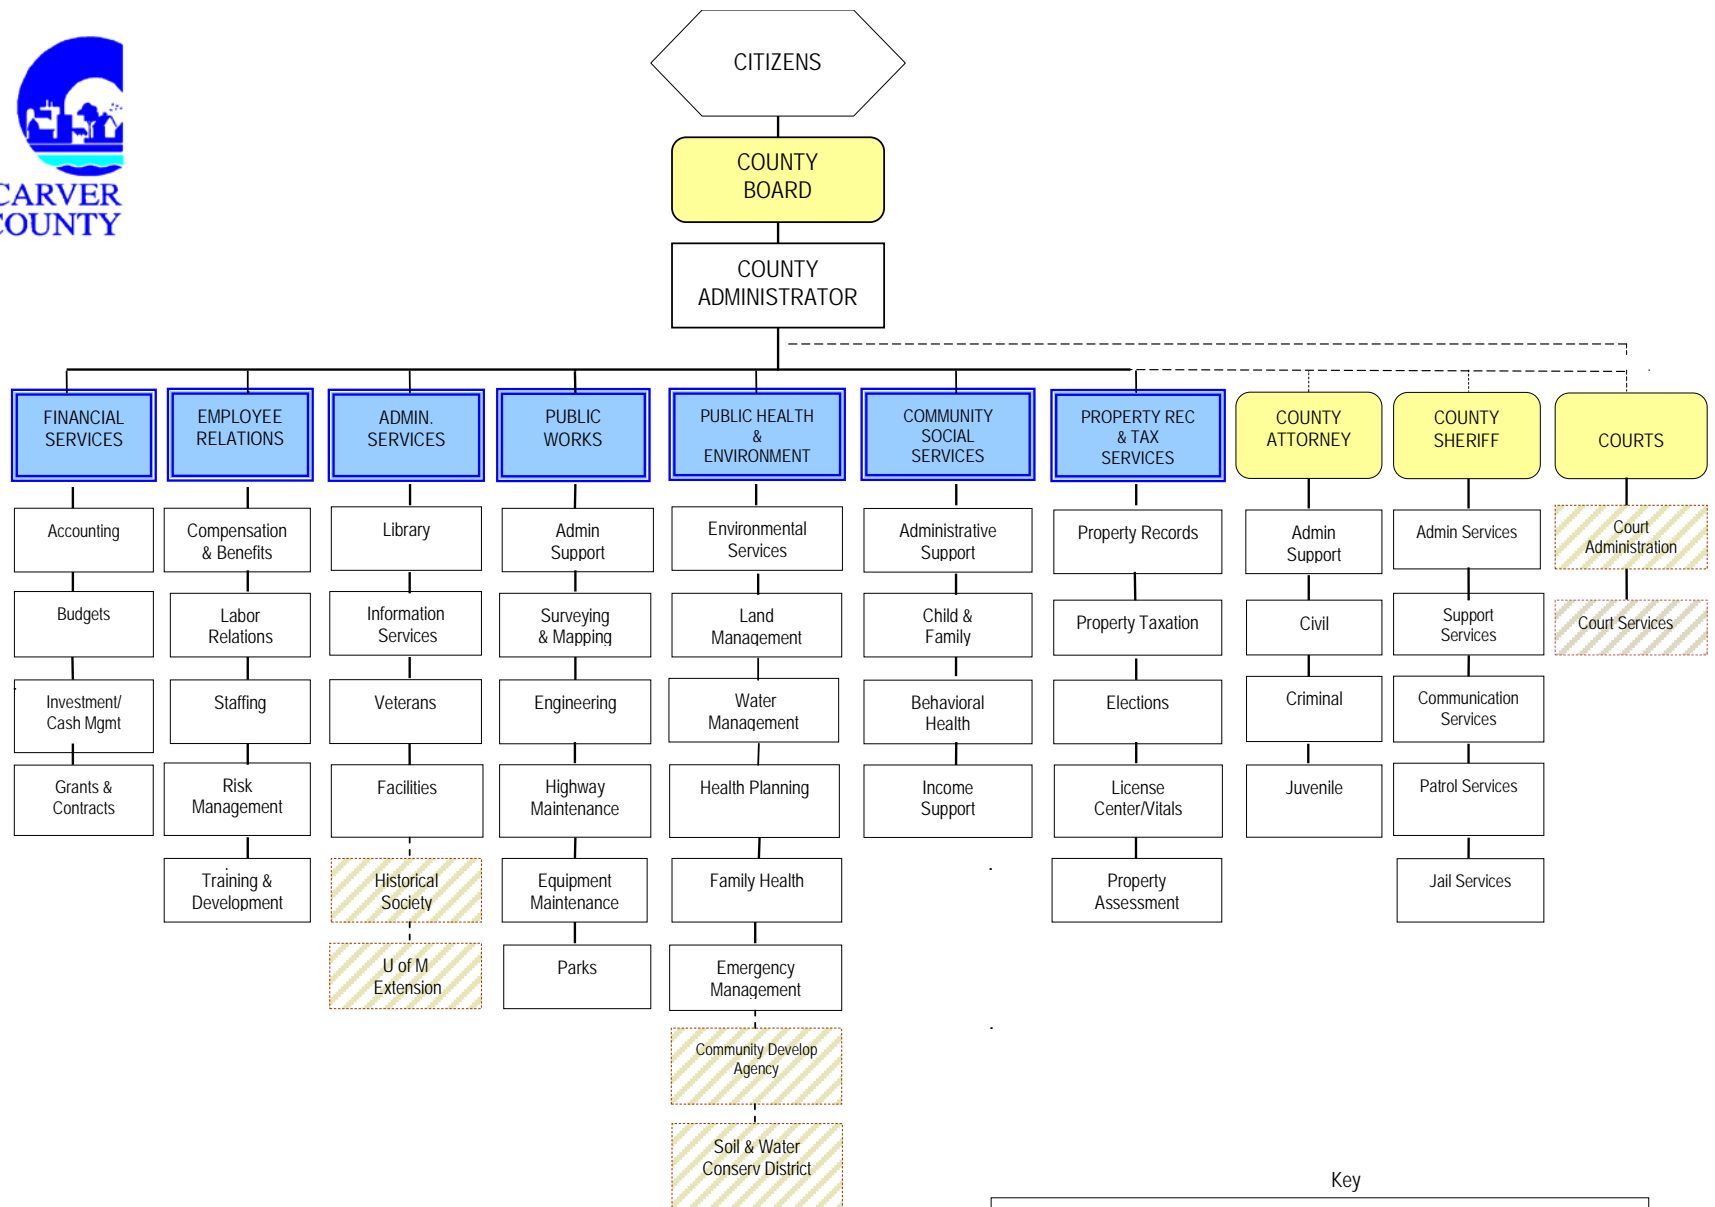 CITIZENS
CARVER
COUNTY
COUNTY
BOARD
COUNTY
ADMINISTRATOR
FINANCIAL
SERVICES
EMPLOYEE
RELATIONS
ADMIN.
SERVICES
PUBLIC
WORKS
PUBLIC HEALTH
&
ENVIRONMENT
COMMUNITY
SOCIAL
SERVICES
PROPERTY REC
& TAX
SERVICES
COUNTY
ATTORNEY
COUNTY
SHERIFF
COURTS
Accounting
Budgets
Investment/
Cash Mgmt
Grants &
Contracts
Compensation
& Benefits
Labor
Relations
Staffing
Risk
Management
Training &
Development
Library
Information
Services
Veterans
Facilities
Historical
Society
U of M
Extension
Admin
Support
Surveying
& Mapping
Engineering
Highway
Maintenance
Equipment
Maintenance
Parks
Environmental
Services
Land
Management
Water
Management
Health Planning
Family Health
Emergency
Management
Community Develop
Agency
Soil & Water
Conserv District
Administrative
Support
Child &
Family
Behavioral
Health
Income
Support
Property Records
Property Taxation
Elections
License
Center/Vitals
Property
Assessment
Admin
Support
Civil
Criminal
Juvenile
Admin Services
Support
Services
Communication
Services
Patrol Services
Jail Services
Court
Administration
Court Services
Key